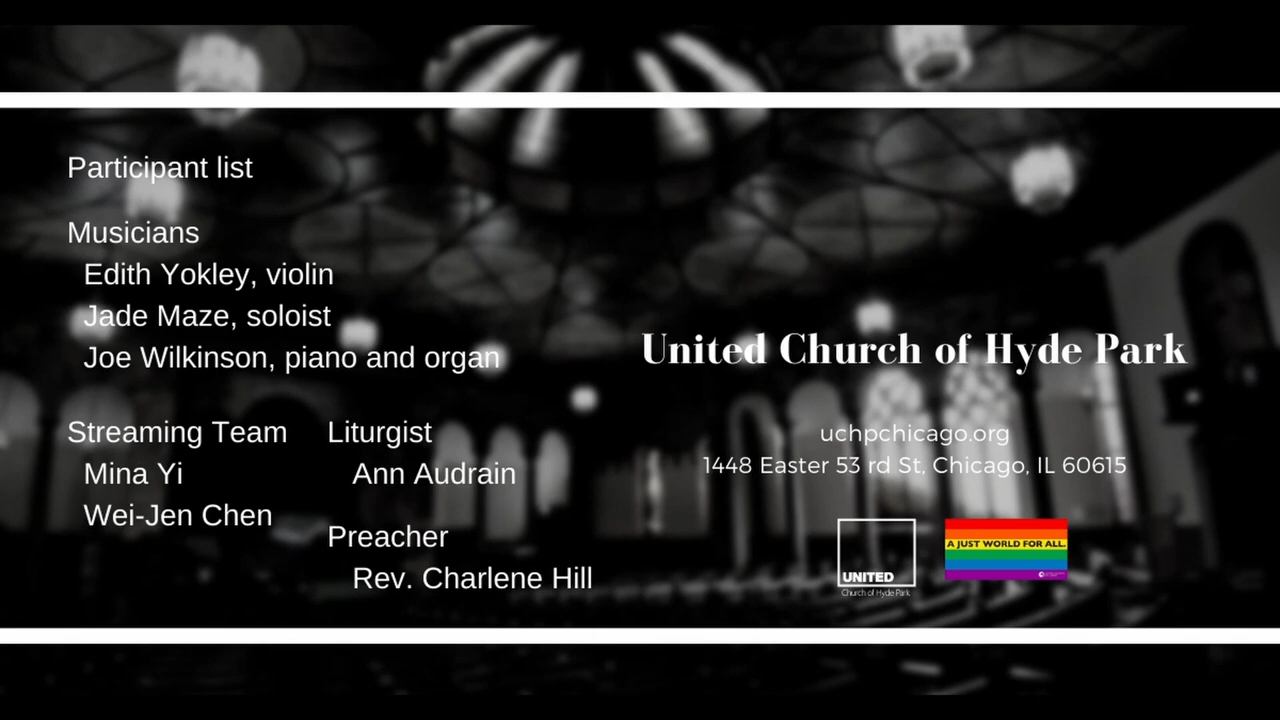 Participant list
Musicians
Edith Yokley, violin
Jade Maze, soloist
Joe Wilkinson, piano and organ
Streaming Team
Mina Yi
Wei-Jen Chen
Liturgist
Ann Audrain
Preacher
Rev. Charlene Hill
United Church of Hyde Park
uchpchicago.org
1448 Easter 53 rd St, Chicago, IL 60615
UNITED
Church of Hyde Park
A JUST WORLD FOR ALL.